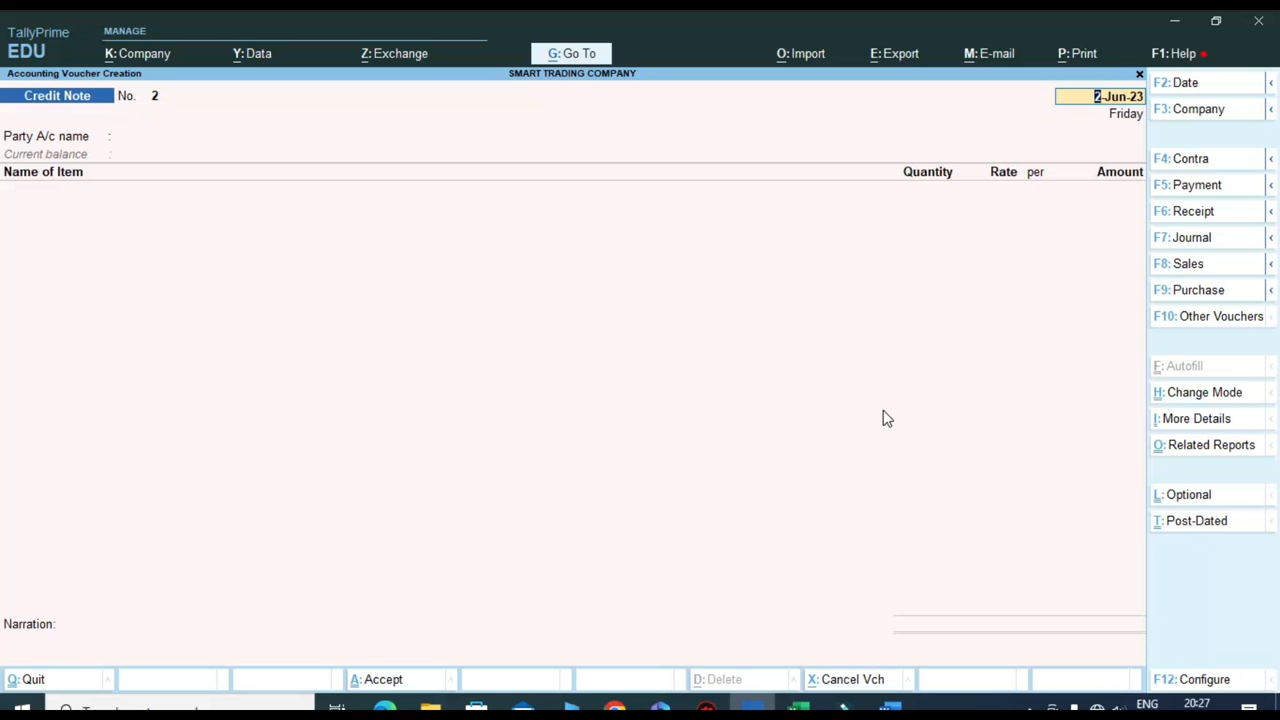 TallyPrime
EDU
MANAGE
K: Company
Y: Data
Z: Exchange
G: Go To
O: Import
E: Export
M: E-mail
P: Print
F1: Help
Accounting Voucher Creation
SMART TRADING COMPANY
Credit Note No. 2
2-Jun-23
Friday
Party A/c name :
Current balance :
Name of Item Quantity Rate per Amount
Narration:
F2: Date
F3: Company
F4: Contra
F5: Payment
F6: Receipt
F7: Journal
F8: Sales
F9: Purchase
F10: Other Vouchers
F: Autofill
H: Change Mode
I: More Details
O: Related Reports
L: Optional
T: Post-Dated
Q: Quit
A: Accept
D: Delete
X: Cancel Vch
F12: Configure
ENG
20:27